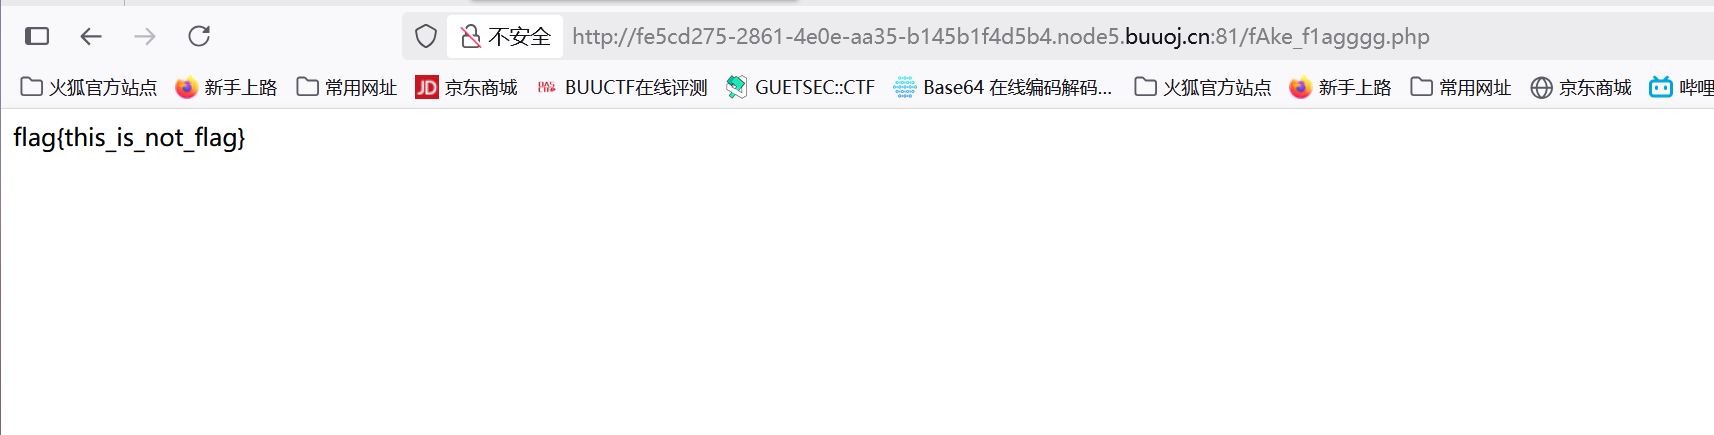 不安全 http://fe5cd275-2861-4e0e-aa35-b145b1f4d5b4.node5.buuoj.cn:81/fAke_f1agggg.php
火狐官方站点 新手上路 常用网址 JD 京东商城 BUUCTF在线评测 GUETSEC::CTF Base64 在线编码解码... 火狐官方站点 新手上路 常用网址 京东商城 哔哩
flag{this_is_not_flag}